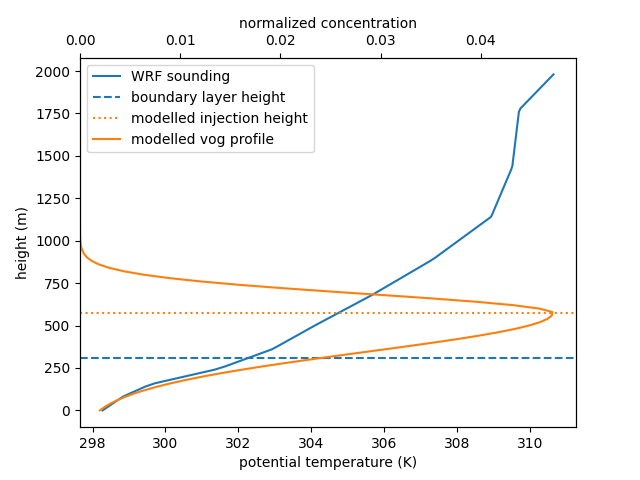 normalized concentration
0.00 0.01 0.02 0.03 0.04
WRF sounding
boundary layer height
modelled injection height
modelled vog profile
2000
1750
1500
1250
1000
750
500
250
0
height (m)
298 300 302 304 306 308 310
potential temperature (K)